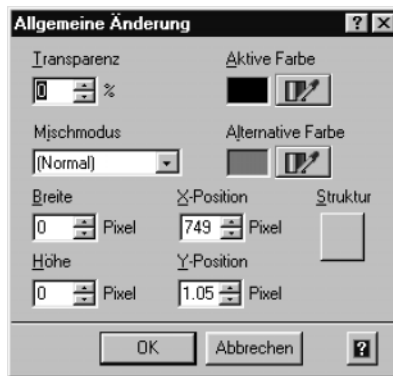 Allgemeine Änderung
Transparenz
Aktive Farbe
0 %
Mischmodus
Alternative Farbe
(Normal)
Breite
X-Position
Struktur
0 Pixel
749 Pixel
Höhe
Y-Position
0 Pixel
1.05 Pixel
OK
Abbrechen